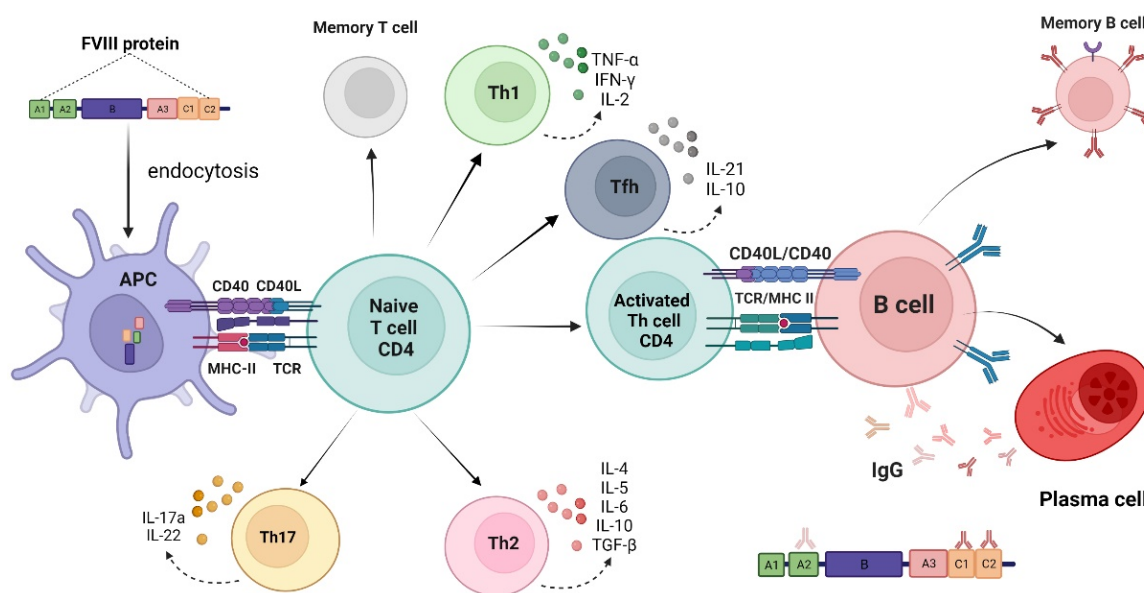 FVIII protein
A1 A2 B A3 C1 C2
endocytosis
APC
CD40 CD40L
MHC-II TCR
Naive
T cell
CD4
Memory T cell
Th1
TNF-α
IFN-γ
IL-2
Tfh
IL-21
IL-10
Activated
Th cell
CD4
CD40L/CD40
TCR/MHC II
B cell
Memory B cell
IgG
Plasma cell
IL-17a
IL-22
Th17
Th2
IL-4
IL-5
IL-6
IL-10
TGF-β
A1 A2 B A3 C1 C2